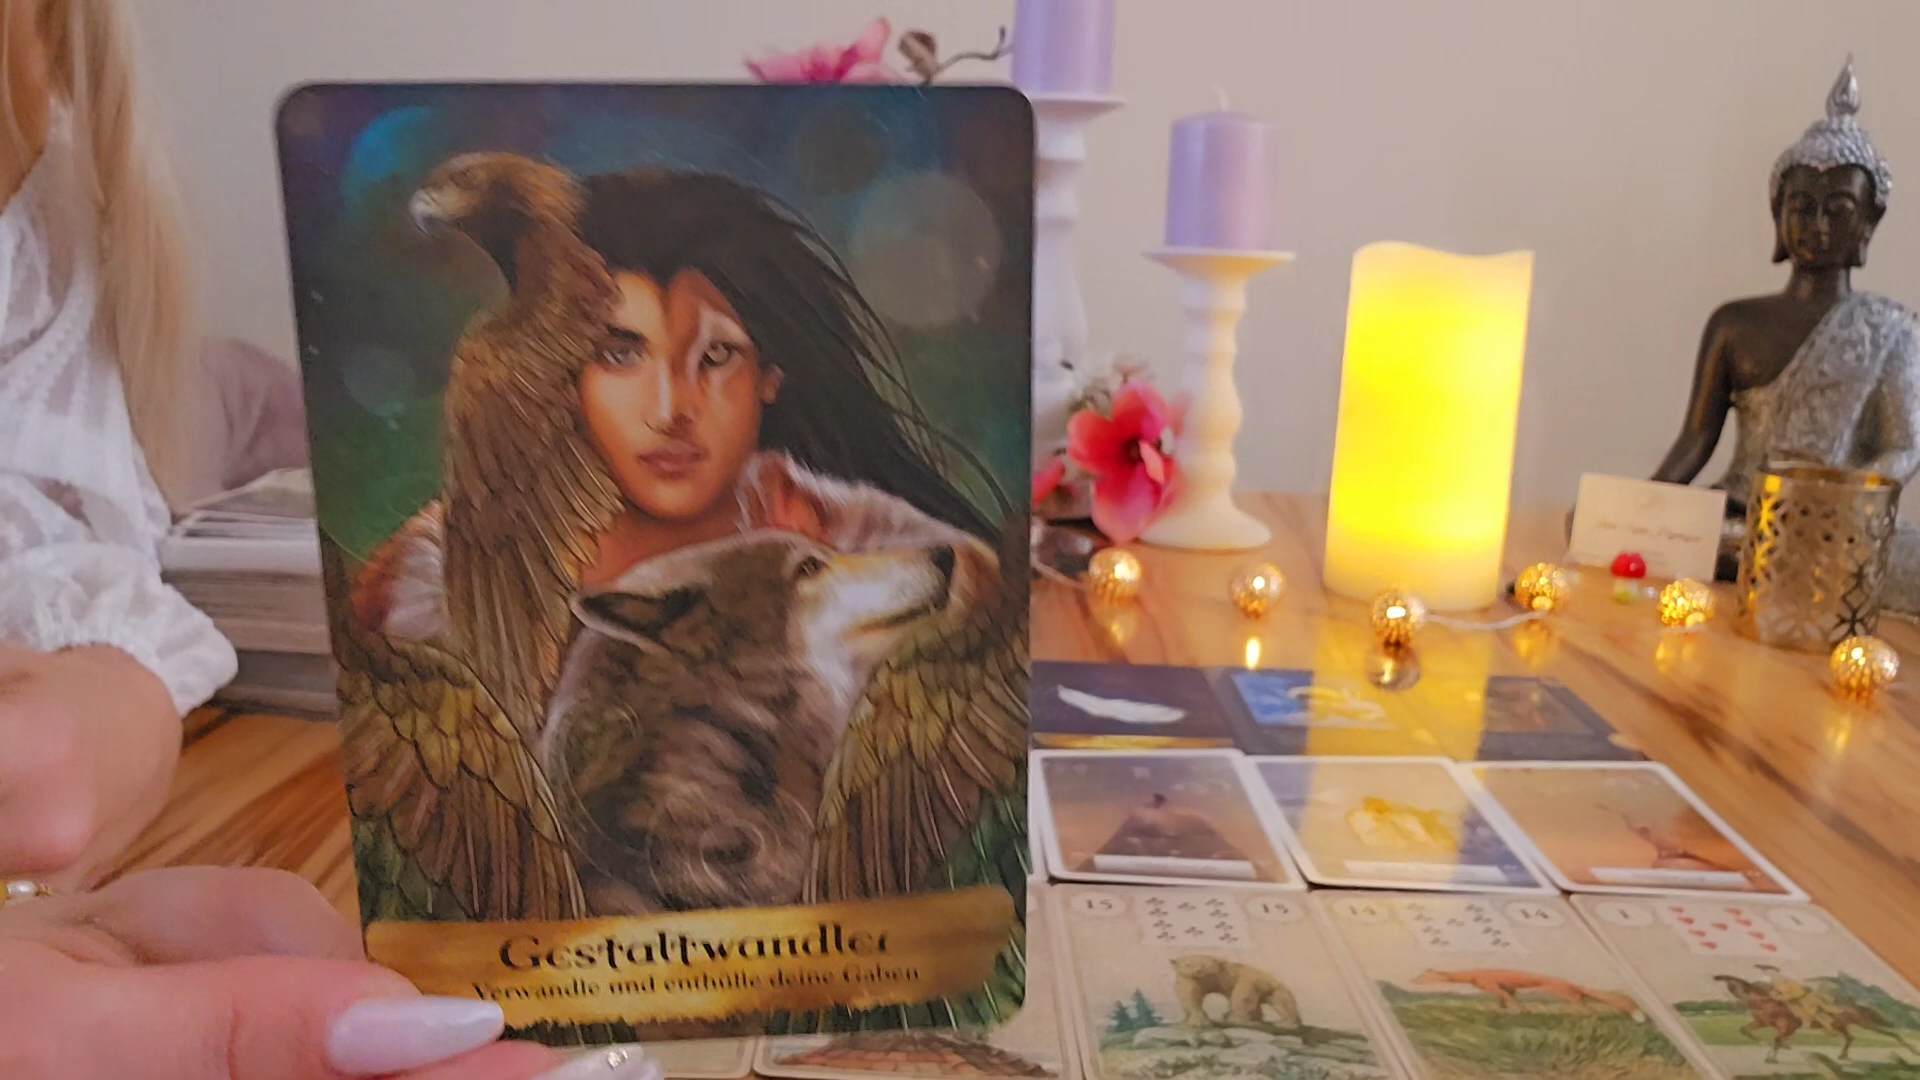 Gestaltwandler
Verwandle und enthülle deine Gaben
15 15
14 14
1 1